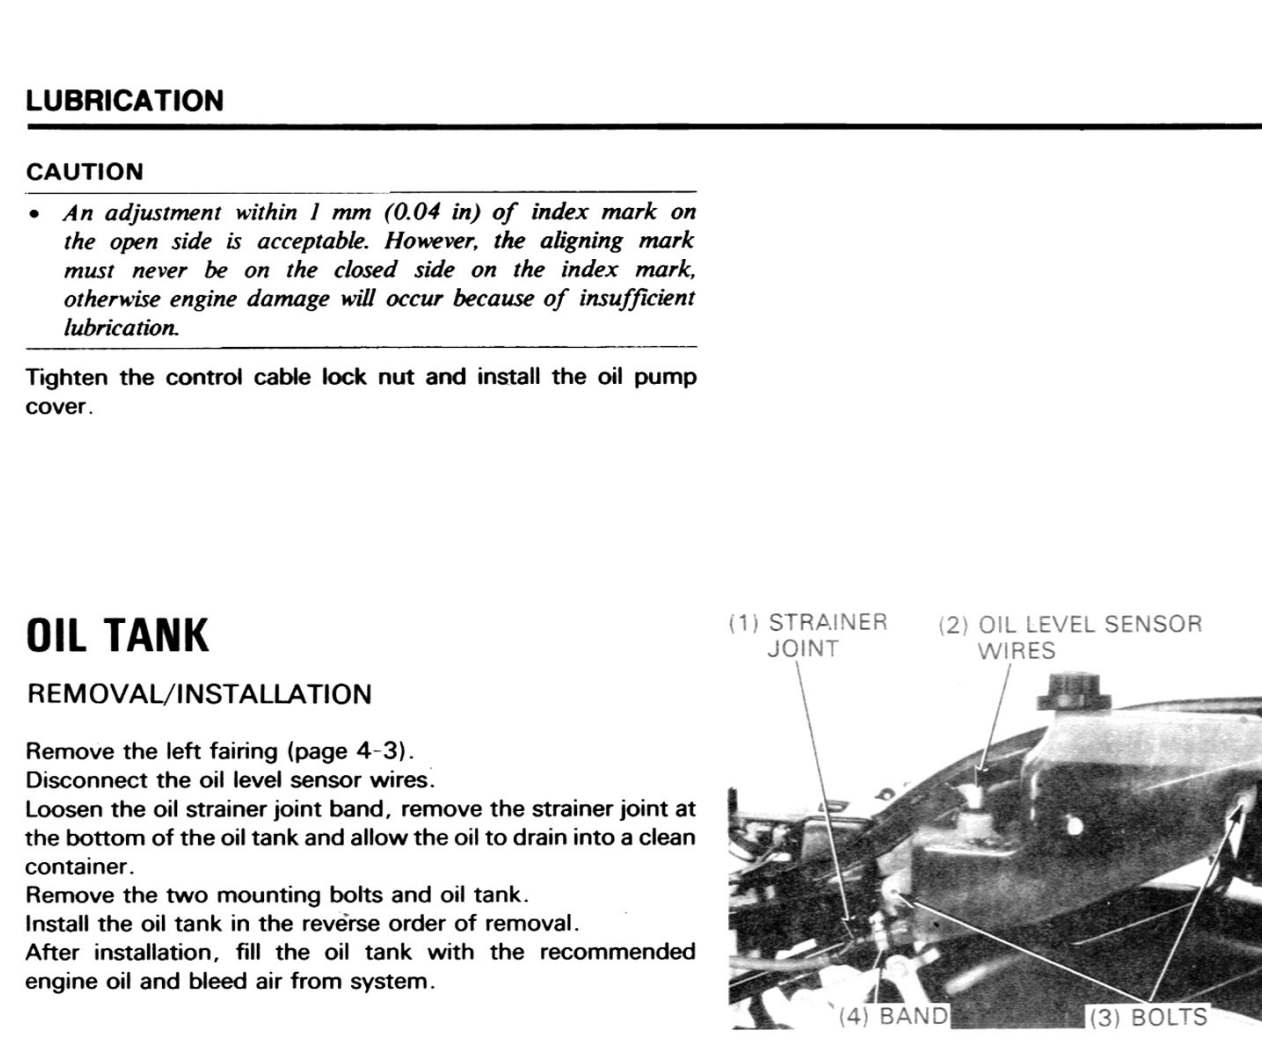 LUBRICATION
CAUTION
• An adjustment within 1 mm (0.04 in) of index mark on
the open side is acceptable. However, the aligning mark
must never be on the closed side on the index mark,
otherwise engine damage will occur because of insufficient
lubrication.
Tighten the control cable lock nut and install the oil pump
cover.
OIL TANK
REMOVAL/INSTALLATION
Remove the left fairing (page 4-3).
Disconnect the oil level sensor wires.
Loosen the oil strainer joint band, remove the strainer joint at
the bottom of the oil tank and allow the oil to drain into a clean
container.
Remove the two mounting bolts and oil tank.
Install the oil tank in the reverse order of removal.
After installation, fill the oil tank with the recommended
engine oil and bleed air from system.
(1) STRAINER
JOINT
(2) OIL LEVEL SENSOR
WIRES
(4) BAND
(3) BOLTS